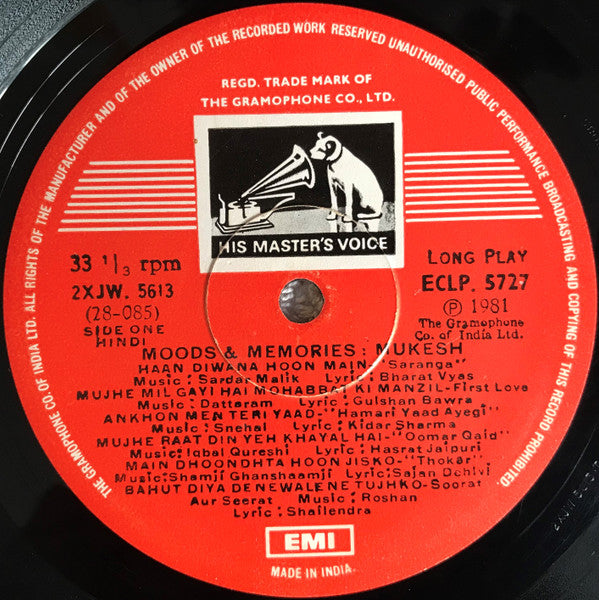 THE GRAMOPHONE CO. OF INDIA LTD. ALL RIGHTS OF THE MANUFACTURER AND OF THE OWNER OF THE RECORDED WORK RESERVED UNAUTHORISED PUBLIC PERFORMANCE BROADCASTING AND COPYING OF THIS RECORD PROHIBITED.
REGD. TRADE MARK OF
THE GRAMOPHONE CO., LTD.
HIS MASTER'S VOICE
33 1/3 rpm
2XJW. 5613
(28-085)
SIDE ONE
HINDI
LONG PLAY
ECLP. 5727
℗ 1981
The Gramophone
Co. of India Ltd.
MOODS & MEMORIES : MUKESH
HAAN DIWANA HOON MAIN-"Saranga"
Music : Sardar Malik Lyric : Bharat Vyas
MUJHE MIL GAYI HAI MOHABBAT KI MANZIL-First Love
Music : Dattaram Lyric : Gulshan Bawra
ANKHON MEN TERI YAAD-"Hamari Yaad Ayegi"
Music : Snehal Lyric : Kidar Sharma
MUJHE RAAT DIN YEH KHAYAL HAI-"Oomar Qaid"
Music : Iqbal Qureshi Lyric : Hasrat Jaipuri
MAIN DHOONDHTA HOON JISKO-"Thokar"
Music : Shamji Ghanshaamji Lyric : Sajan Dehlvi
BAHUT DIYA DENEWALENE TUJHKO-Soorat
Aur Seerat Music : Roshan
Lyric : Shailendra
EMI
MADE IN INDIA.